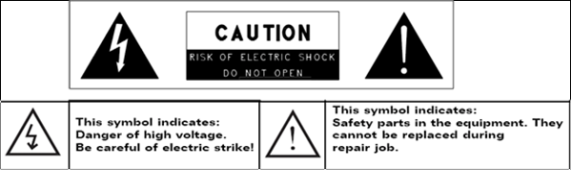 CAUTION
RISK OF ELECTRIC SHOCK
DO NOT OPEN
This symbol indicates:
Danger of high voltage.
Be careful of electric strike!
This symbol indicates:
Safety parts in the equipment. They
cannot be replaced during
repair job.